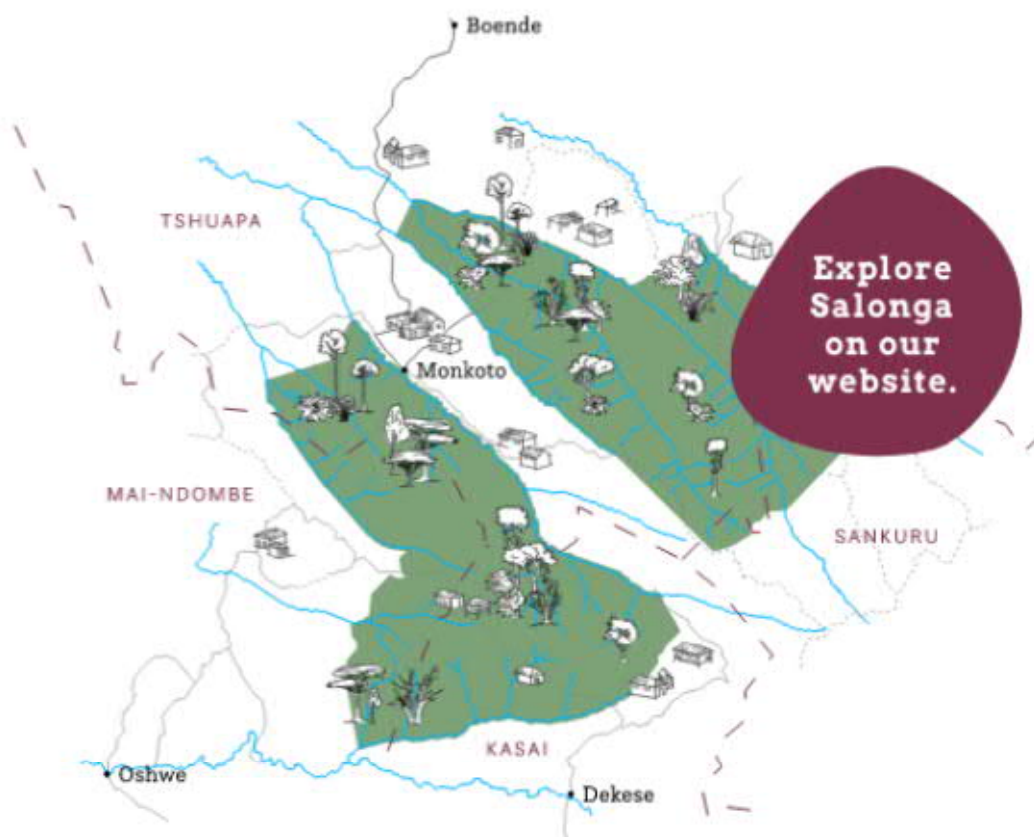 Boende
TSHUAPA
Explore
Salonga
on our
website.
Monkoto
MAI-NDOMBE
SANKURU
KASAI
Oshwe
Dekese